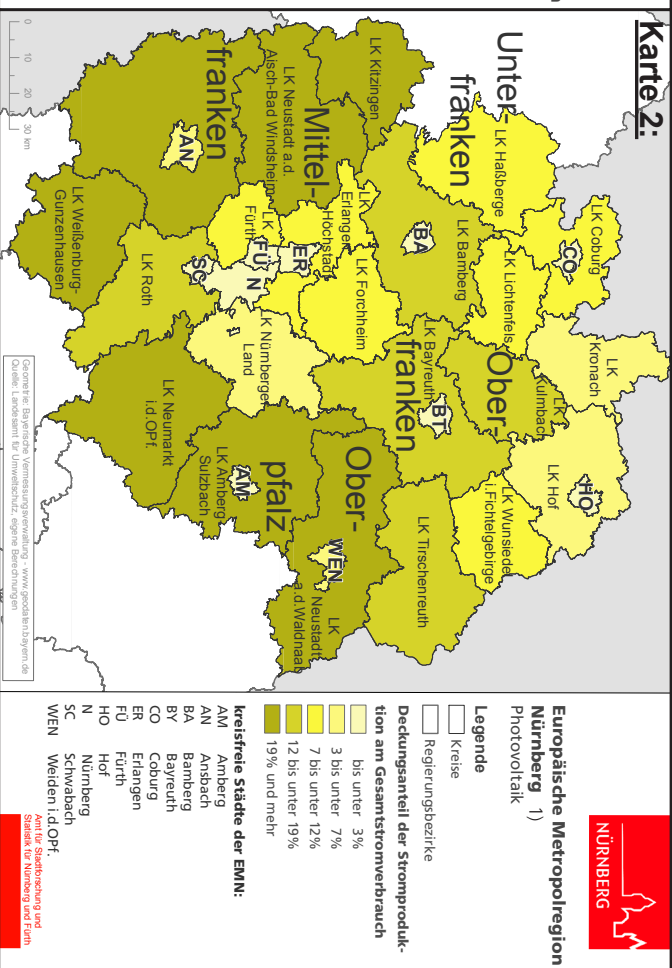 Karte 2:
Unter-
franken
LK Haßberge
LK Coburg
CO
LK
Kronach
LK Lichtenfels
LK
Kulmbach
HO
LK Hof
LK Kitzingen
BA
LK Bamberg
Ober-
franken
LK Bayreuth
BT
LK Wunsiedel
i.Fichtelgebirge
Mittel-
franken
LK Neustadt a.d.
Aisch-Bad Windsheim
LK
Erlangen
Höchstadt
LK Forchheim
ER
LK
Fürth
FÜ
N
SC
LK Nürnberger
Land
LK Tirschenreuth
Ober-
pfalz
WEN
LK
Neustadt
a.d.Waldnaab
AM
LK Amberg
Sulzbach
AN
LK Roth
LK Neumarkt
i.d.OPf.
LK Weißenburg-
Gunzenhausen
0 10 20 30 km
Geometrie: Bayerische Vermessungsverwaltung - www.geodaten.bayern.de
Quelle: Landesamt für Umweltschutz, eigene Berechnungen
NÜRNBERG
Europäische Metropolregion
Nürnberg 1)
Photovoltaik
Legende
Kreise
Regierungsbezirke
Deckungsanteil der Stromproduk-
tion am Gesamtstromverbrauch
bis unter 3%
3 bis unter 7%
7 bis unter 12%
12 bis unter 19%
19% und mehr
kreisfreie Städte der EMN:
AM Amberg
AN Ansbach
BA Bamberg
BY Bayreuth
CO Coburg
ER Erlangen
FÜ Fürth
HO Hof
N Nürnberg
SC Schwabach
WEN Weiden i.d.OPf.
Amt für Stadtforschung und
Statistik für Nürnberg und Fürth